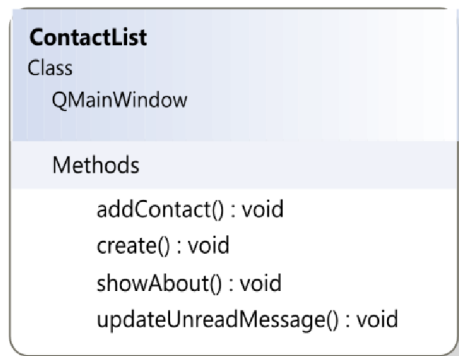 ContactList
Class
QMainWindow
Methods
addContact() : void
create() : void
showAbout() : void
updateUnreadMessage() : void